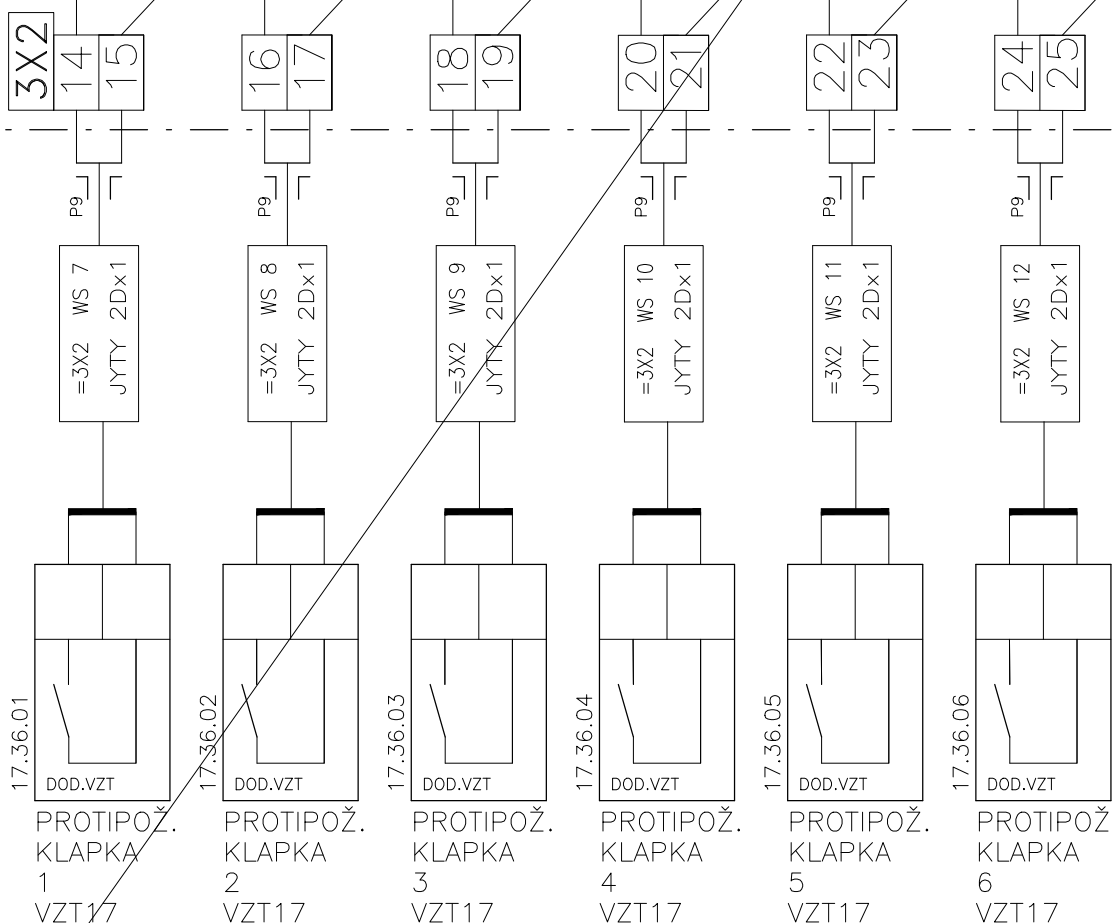 3X2
14
15
16
17
18
19
20
21
22
23
24
25
P9
P9
P9
P9
P9
P9
=3X2 WS 7
JYTY 2Dx1
=3X2 WS 8
JYTY 2Dx1
=3X2 WS 9
JYTY 2Dx1
=3X2 WS 10
JYTY 2Dx1
=3X2 WS 11
JYTY 2Dx1
=3X2 WS 12
JYTY 2Dx1
17.36.01
DOD.VZT
17.36.02
DOD.VZT
17.36.03
DOD.VZT
17.36.04
DOD.VZT
17.36.05
DOD.VZT
17.36.06
DOD.VZT
PROTIPOŽ.
KLAPKA
1
VZT17
PROTIPOŽ.
KLAPKA
2
VZT17
PROTIPOŽ.
KLAPKA
3
VZT17
PROTIPOŽ.
KLAPKA
4
VZT17
PROTIPOŽ.
KLAPKA
5
VZT17
PROTIPOŽ
KLAPKA
6
VZT17